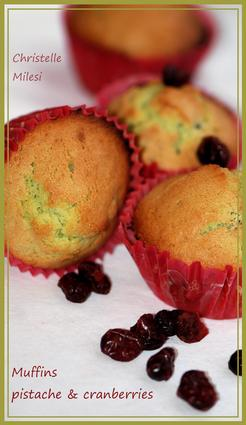 Christelle
Milesi
Muffins
pistache & cranberries